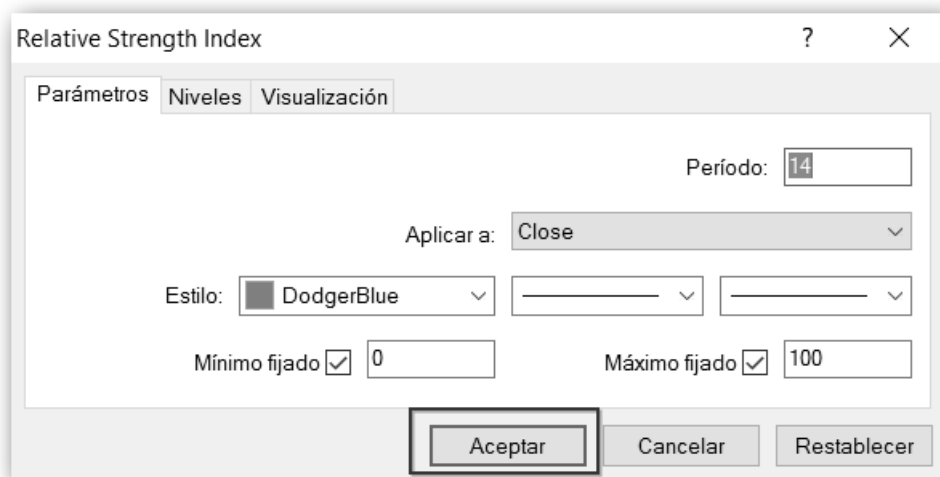 Relative Strength Index ?
Parámetros Niveles Visualización
Período: 14
Aplicar a: Close
Estilo: DodgerBlue
Mínimo fijado 0 Máximo fijado 100
Aceptar Cancelar Restablecer